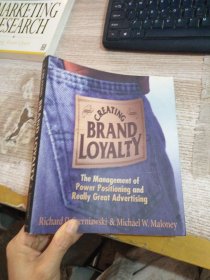 MARKETING
RESEARCH
CREATING
BRAND
LOYALTY
The Management of
Power Positioning and
Really Great Advertising
Richard D. Czerniawski & Michael W. Maloney